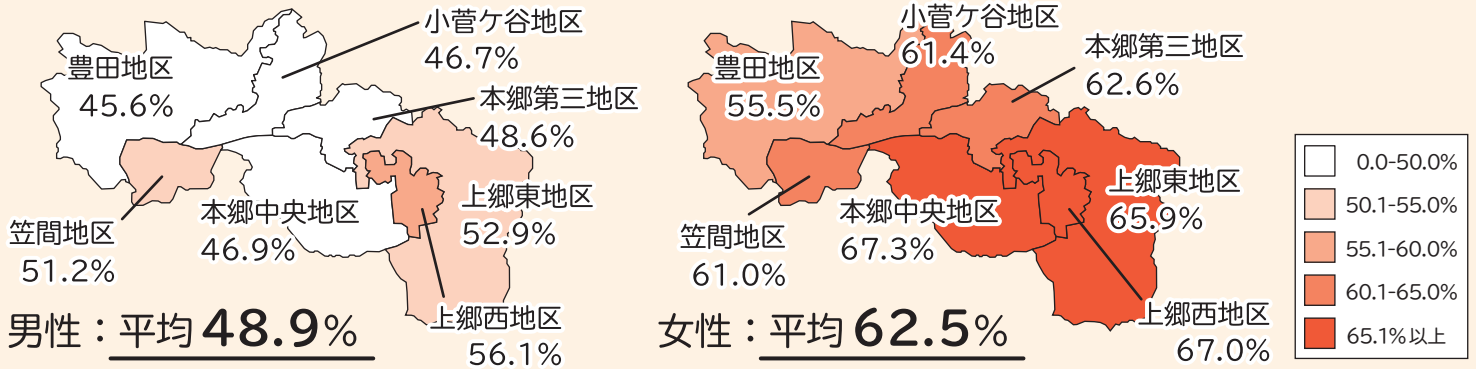 小菅ケ谷地区
46.7%
豊田地区
45.6%
本郷第三地区
48.6%
上郷東地区
52.9%
本郷中央地区
46.9%
笠間地区
51.2%
上郷西地区
56.1%
男性：平均48.9%
小菅ケ谷地区
61.4%
本郷第三地区
62.6%
豊田地区
55.5%
上郷東地区
65.9%
本郷中央地区
67.3%
笠間地区
61.0%
上郷西地区
67.0%
女性：平均62.5%
0.0-50.0%
50.1-55.0%
55.1-60.0%
60.1-65.0%
65.1%以上